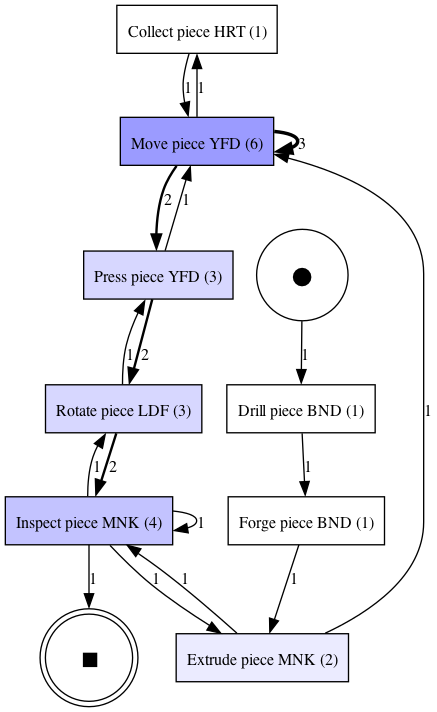 Collect piece HRT (1)
1
1
Move piece YFD (6)
3
2
1
Press piece YFD (3)
1
1
2
Rotate piece LDF (3)
Drill piece BND (1)
1
1
2
1
Inspect piece MNK (4)
1
Forge piece BND (1)
1
1
1
1
Extrude piece MNK (2)